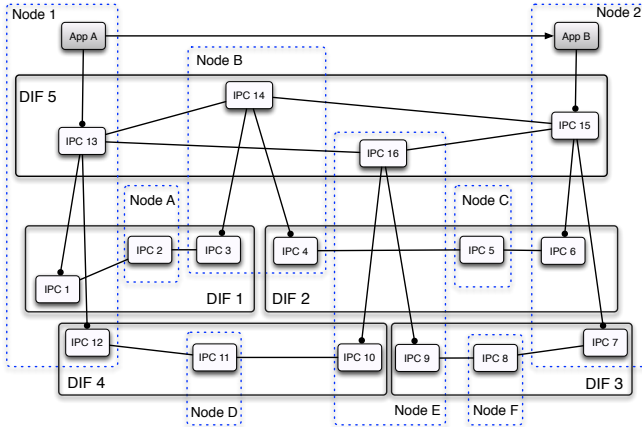 Node 1
Node 2
App A
App B
Node B
DIF 5
IPC 14
IPC 13
IPC 15
IPC 16
Node A
Node C
IPC 2
IPC 3
IPC 4
IPC 5
IPC 6
IPC 1
DIF 1
DIF 2
IPC 12
IPC 11
IPC 10
IPC 9
IPC 8
IPC 7
DIF 4
DIF 3
Node D
Node E
Node F